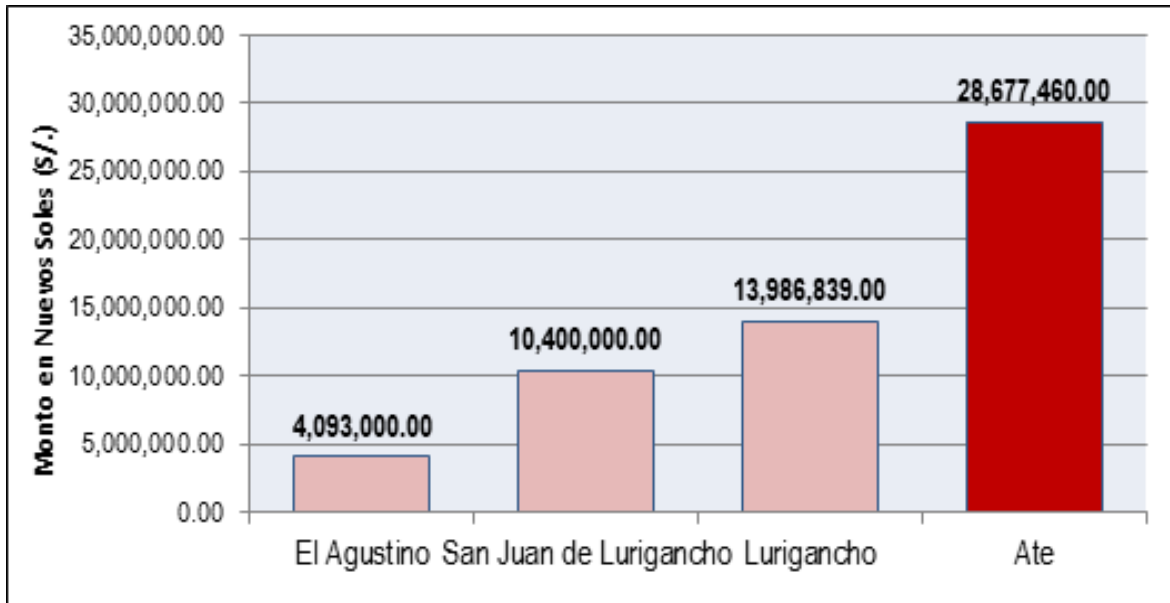 Monto en Nuevos Soles (S/.)
35,000,000.00
30,000,000.00
25,000,000.00
20,000,000.00
15,000,000.00
10,000,000.00
5,000,000.00
0.00
4,093,000.00
10,400,000.00
13,986,839.00
28,677,460.00
El Agustino
San Juan de Lurigancho
Lurigancho
Ate